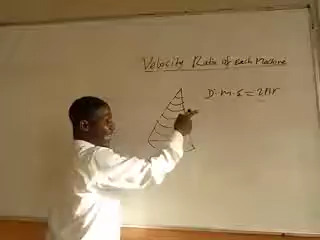 Velocity Ratio of Each Machine
D.M.S = 2πr